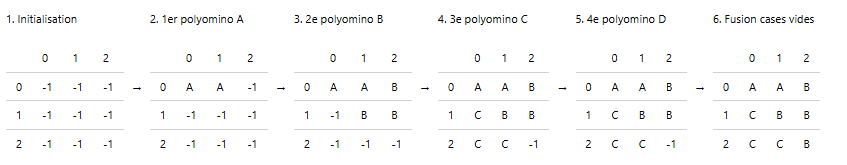 1. Initialisation 2. 1er polyomino A 3. 2e polyomino B 4. 3e polyomino C 5. 4e polyomino D 6. Fusion cases vides
0 1 2 0 1 2 0 1 2 0 1 2 0 1 2 0 1 2
0 -1 -1 -1 → 0 A A -1 → 0 A A B → 0 A A B → 0 A A B → 0 A A B
1 -1 -1 -1 1 -1 -1 -1 1 -1 B B 1 C B B 1 C B B 1 C B B
2 -1 -1 -1 2 -1 -1 -1 2 -1 -1 -1 2 C C -1 2 C C -1 2 C C B